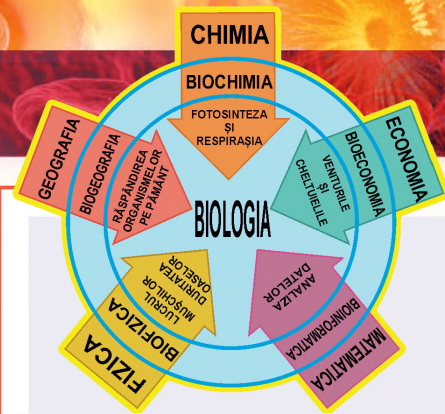 CHIMIA
BIOCHIMIA
FOTOSINTEZA
ȘI
RESPIRAȘIA
GEOGRAFIA
BIOGEOGRAFIA
RĂSPÂNDIREA
ORGANISMELOR
PE PĂMÂNT
ECONOMIA
BIOECONOMIA
VENITURILE
ȘI
CHELTUIELILE
BIOLOGIA
FIZICA
BIOFIZICA
LUCRUL
MUȘCHILOR
DURITATEA
OASELOR
ANALIZA
DATELOR
BIOINFORMATICA
MATEMATICA